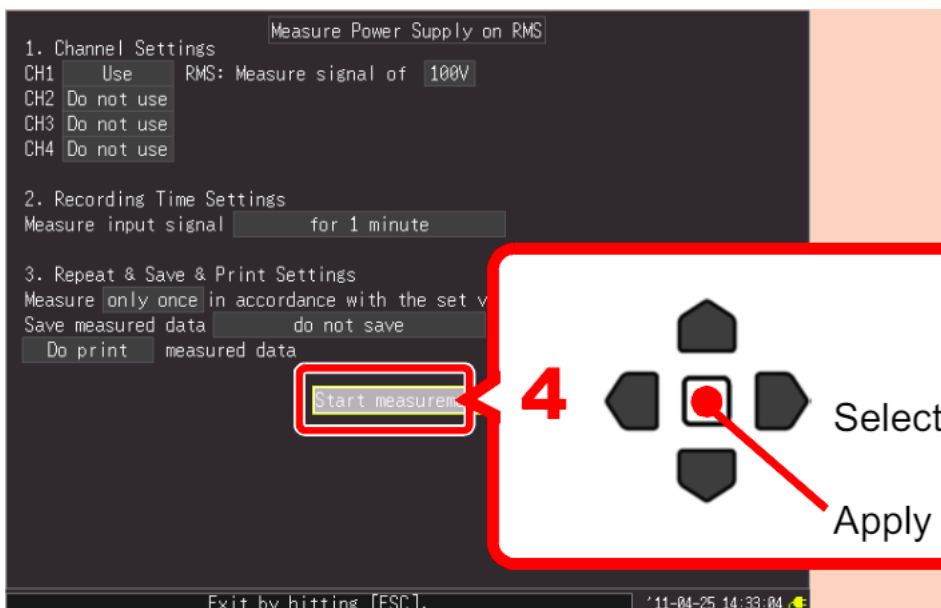 Measure Power Supply on RMS
1. Channel Settings
CH1 Use RMS: Measure signal of 100V
CH2 Do not use
CH3 Do not use
CH4 Do not use
2. Recording Time Settings
Measure input signal for 1 minute
3. Repeat & Save & Print Settings
Measure only once in accordance with the set
Save measured data do not save
Do print measured data
Start
4
Select
Apply
Exit by hitting [ESC].
'11-04-25 14:33:04